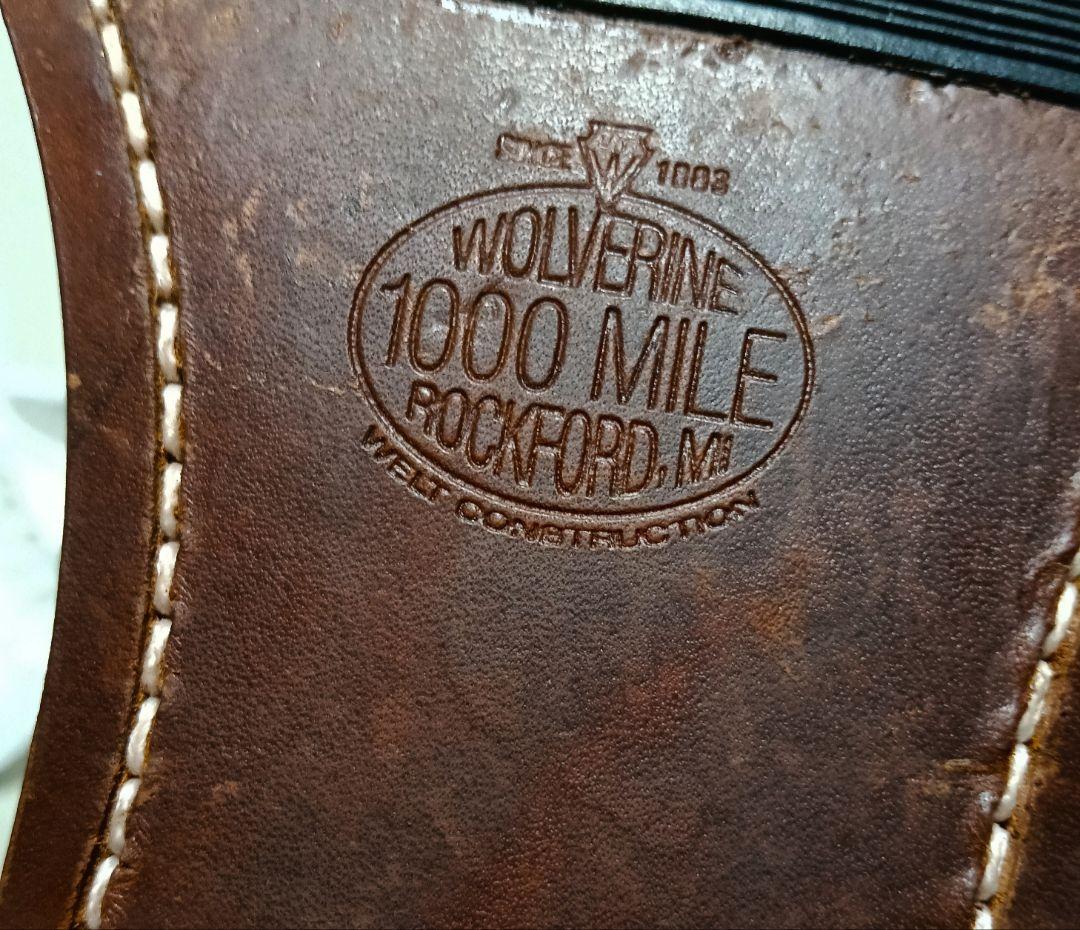 SINCE W 1883
WOLVERINE
1000 MILE
ROCKFORD, MI
WELT CONSTRUCTION